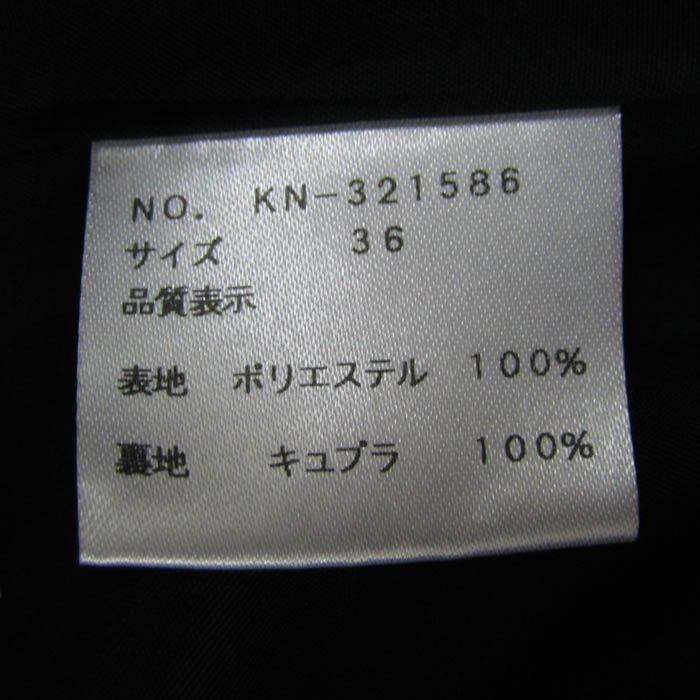 NO. KN-321586
サイズ 36
品質表示
表地 ポリエステル 100%
裏地 キュプラ 100%